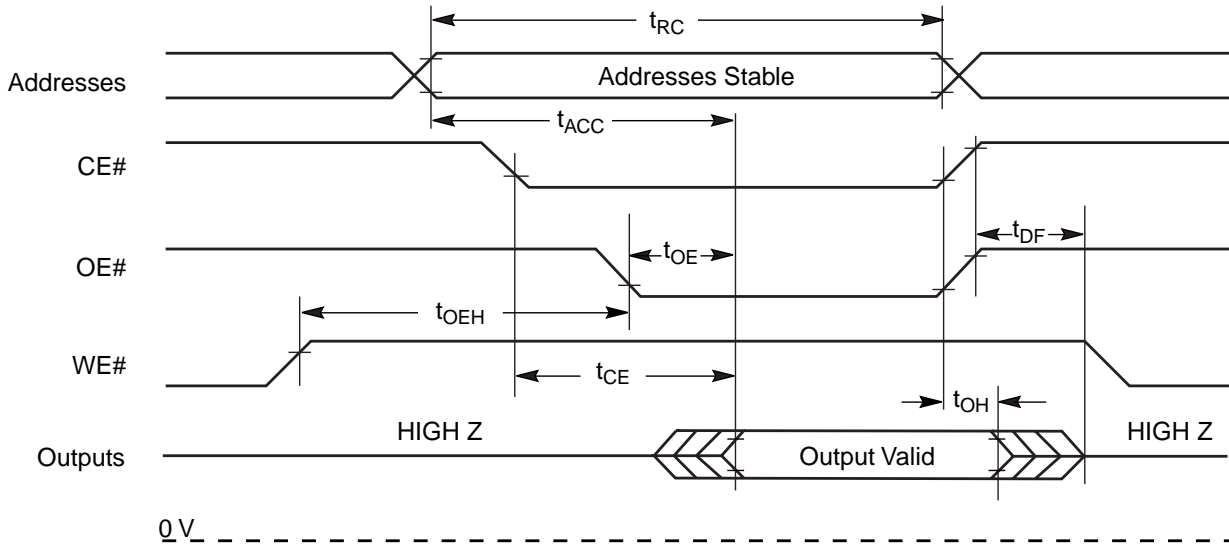 tRC
Addresses
Addresses Stable
tACC
CE#
tDF
tOE
OE#
tOEH
WE#
tCE
tOH
HIGH Z
HIGH Z
Outputs
Output Valid
0 V